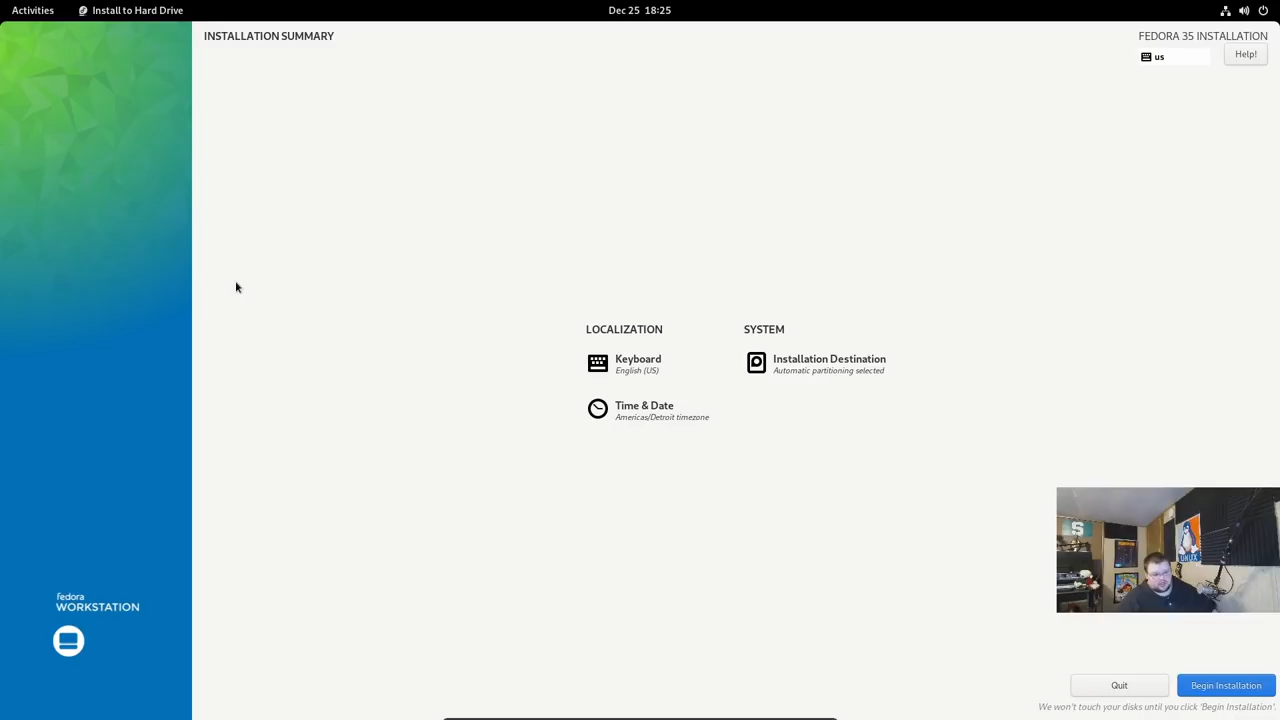 Activities
Install to Hard Drive
Dec 25 18:25
INSTALLATION SUMMARY
FEDORA 35 INSTALLATION
us
Help!
LOCALIZATION
SYSTEM
Keyboard
English (US)
Installation Destination
Automatic partitioning selected
Time & Date
Americas/Detroit timezone
fedora
WORKSTATION
S
Quit
Begin Installation
We won't touch your disks until you click 'Begin Installation'.